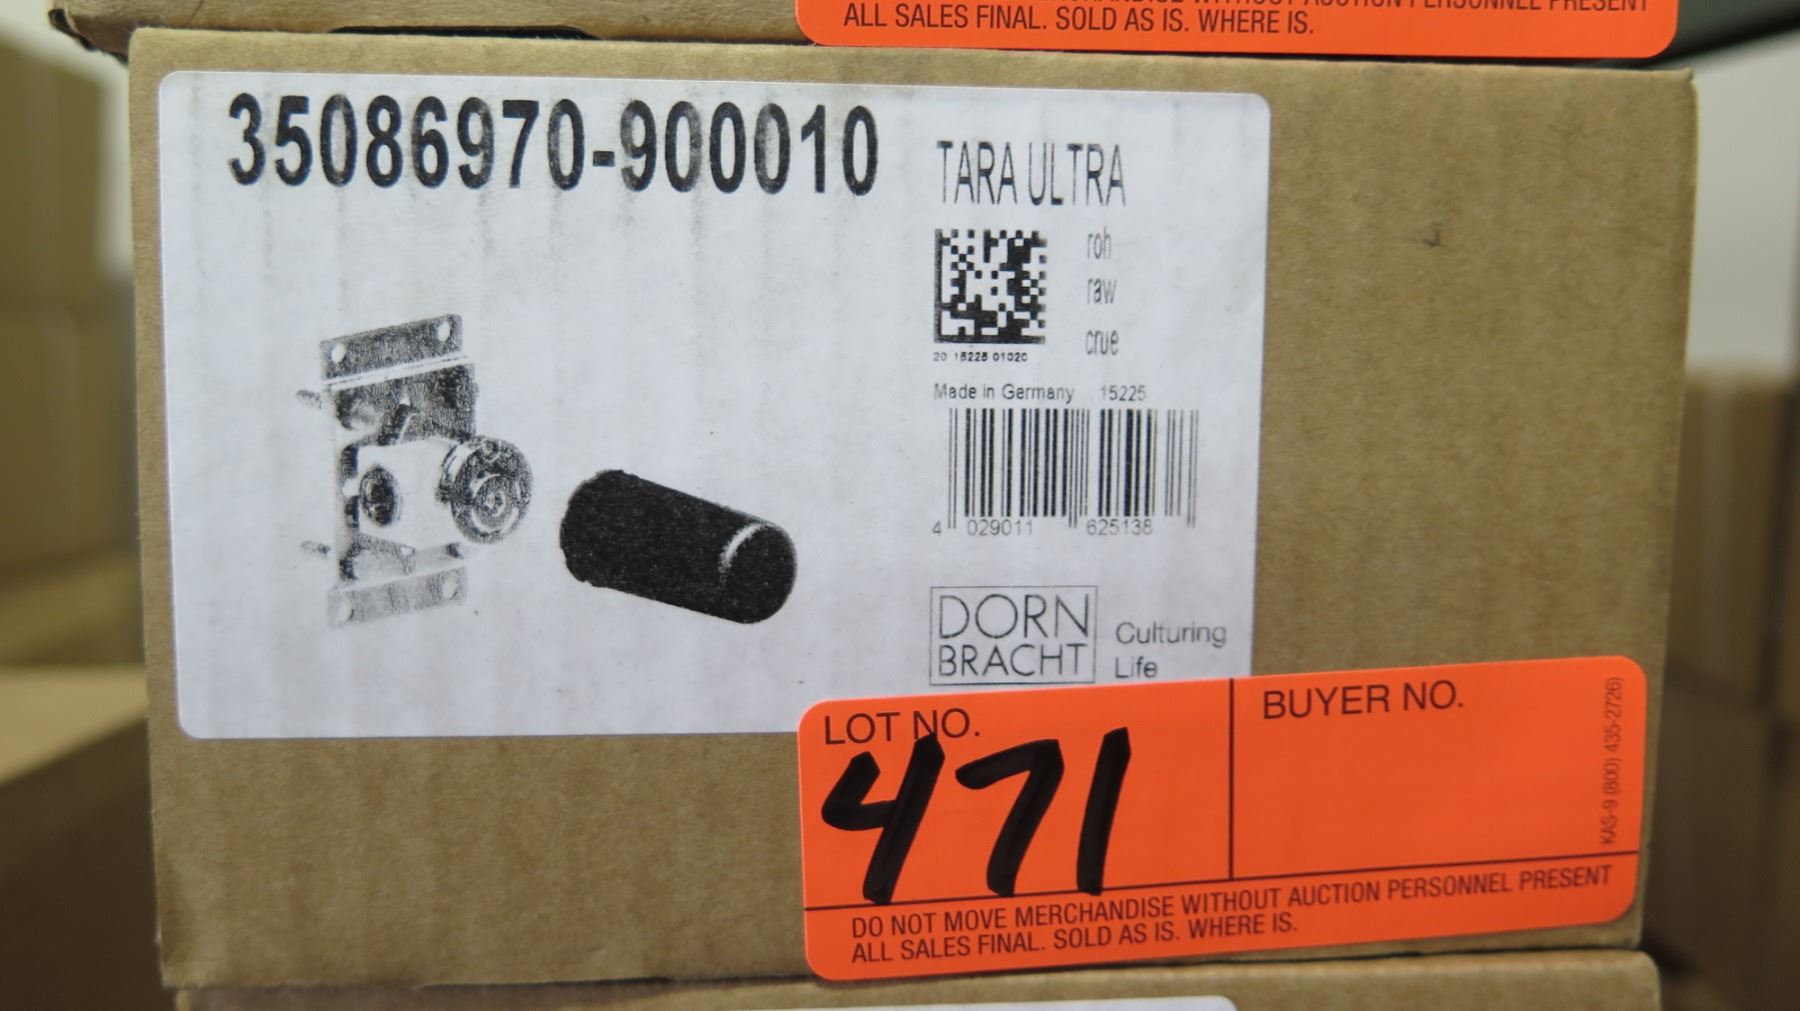 ALL SALES FINAL. SOLD AS IS. WHERE IS.
35086970-900010
TARA ULTRA
roh
raw
crue
20 15225 01020
Made in Germany 15225
4 029011 625138
DORN
BRACHT
Culturing
Life
LOT NO.
471
BUYER NO.
KAS-9 (800) 435-2726)
DO NOT MOVE MERCHANDISE WITHOUT AUCTION PERSONNEL PRESENT
ALL SALES FINAL. SOLD AS IS. WHERE IS.